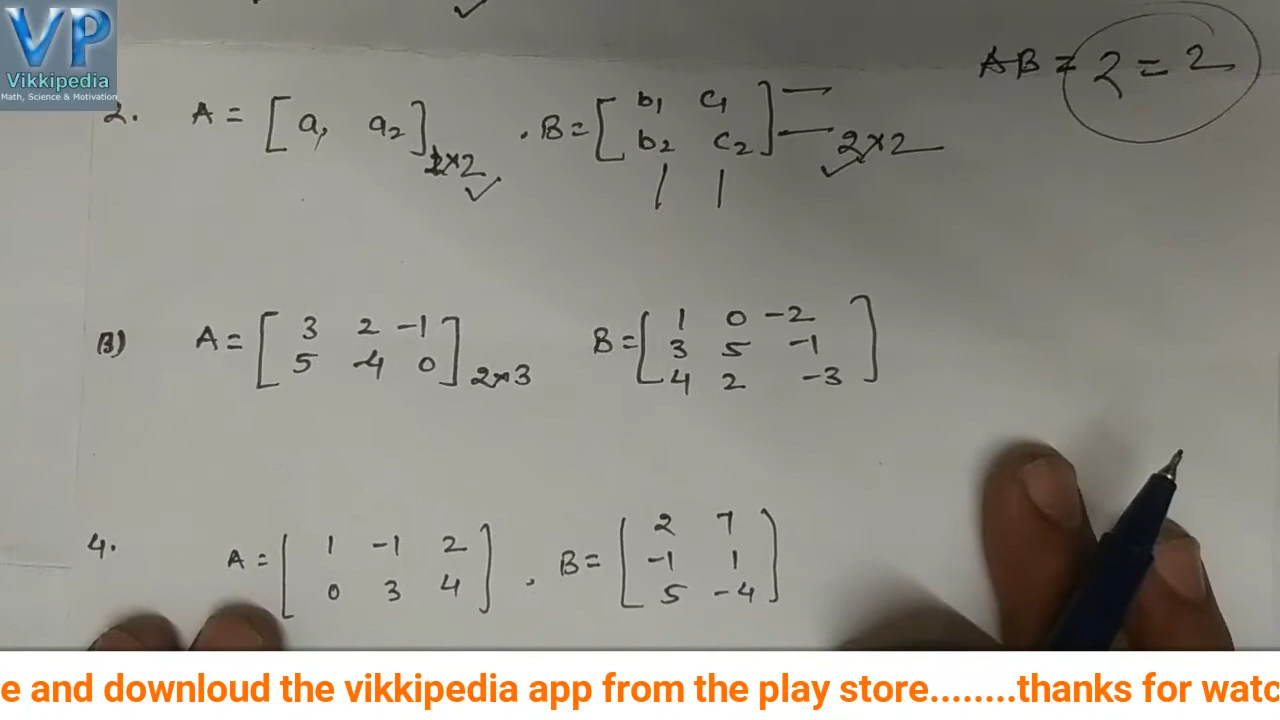 VP
Vikkipedia
Math, Science & Motivation
AB = 2 = 2
2. A = [ a1 a2 ] 1×2 . B = [ b1 c1
b2 c2 ] 2×2
3) A = [ 3 2 -1
5 -4 0 ] 2×3 B = [ 1 0 -2
3 5 -1
4 2 -3 ]
4. A = [ 1 -1 2
0 3 4 ] . B = [ 2 7
-1 1
5 -4 ]
e and downloud the vikkipedia app from the play store........thanks for watc